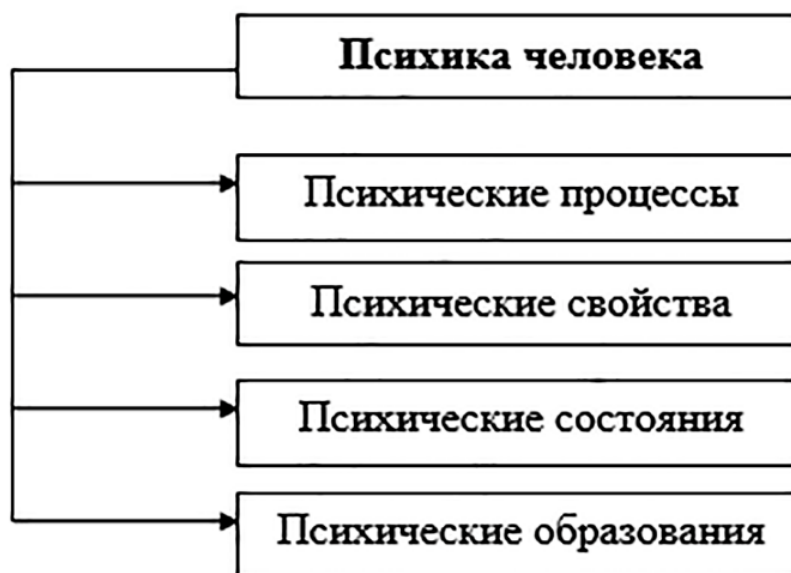 Психика человека
Психические процессы
Психические свойства
Психические состояния
Психические образования